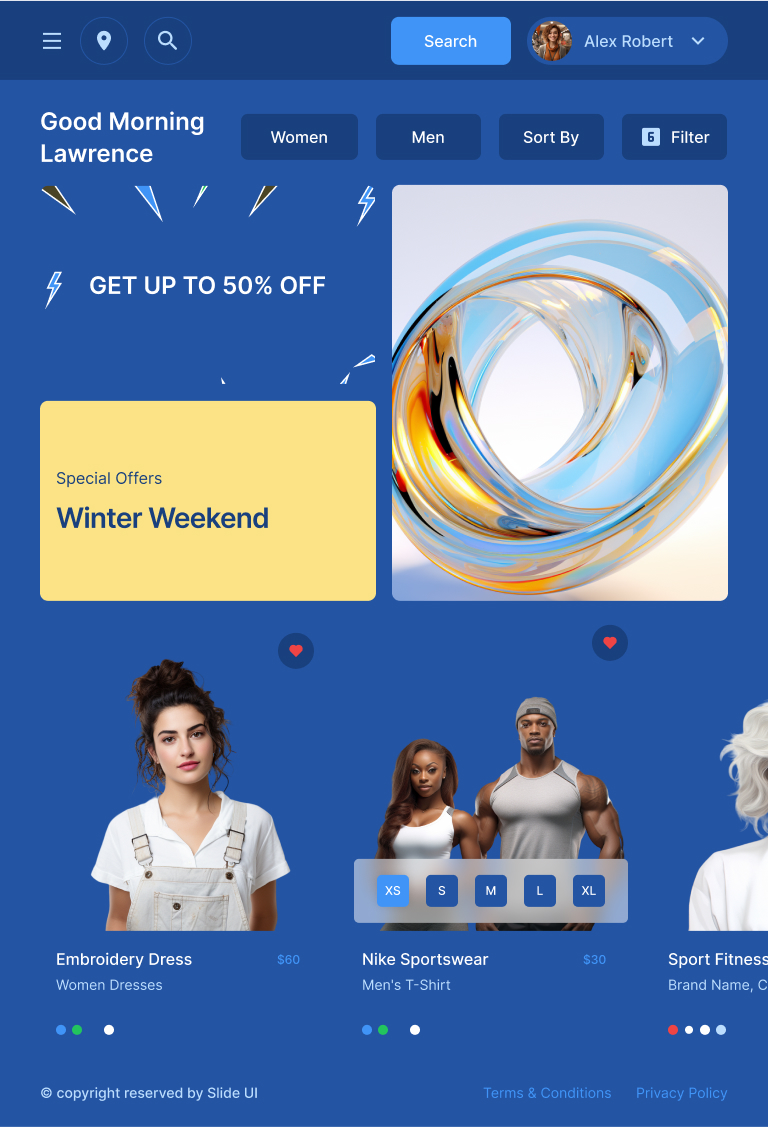 Search
Alex Robert
Good Morning
Lawrence
Women
Men
Sort By
6
Filter
GET UP TO 50% OFF
Special Offers
Winter Weekend
XS
S
M
L
XL
Embroidery Dress
$60
Women Dresses
Nike Sportswear
$30
Men's T-Shirt
Sport Fitness
Brand Name, C
© copyright reserved by Slide UI
Terms & Conditions
Privacy Policy